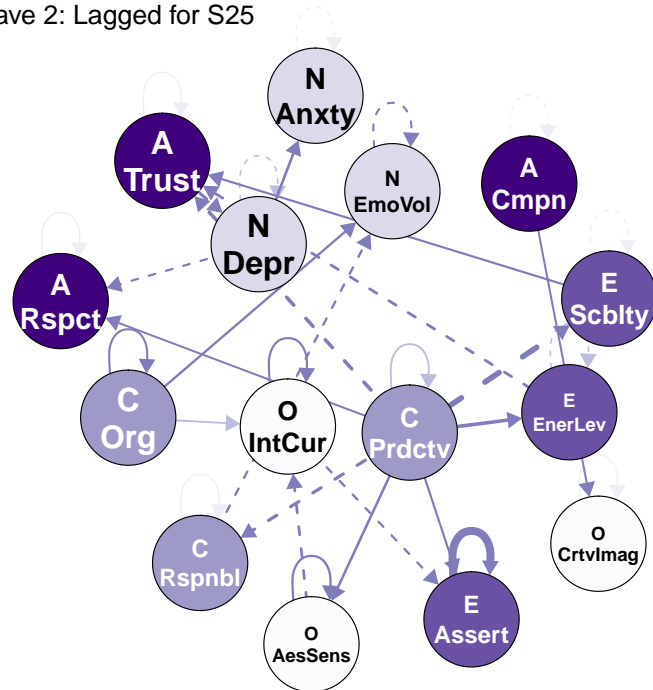 ave 2: Lagged for S25
N
Anxty
A
Trust
N
EmoVol
A
Cmpn
N
Depr
A
Rspct
E
Scblty
C
Org
O
IntCur
C
Prdctv
E
EnerLev
C
Rspnbl
O
CrtvImag
O
AesSens
E
Assert